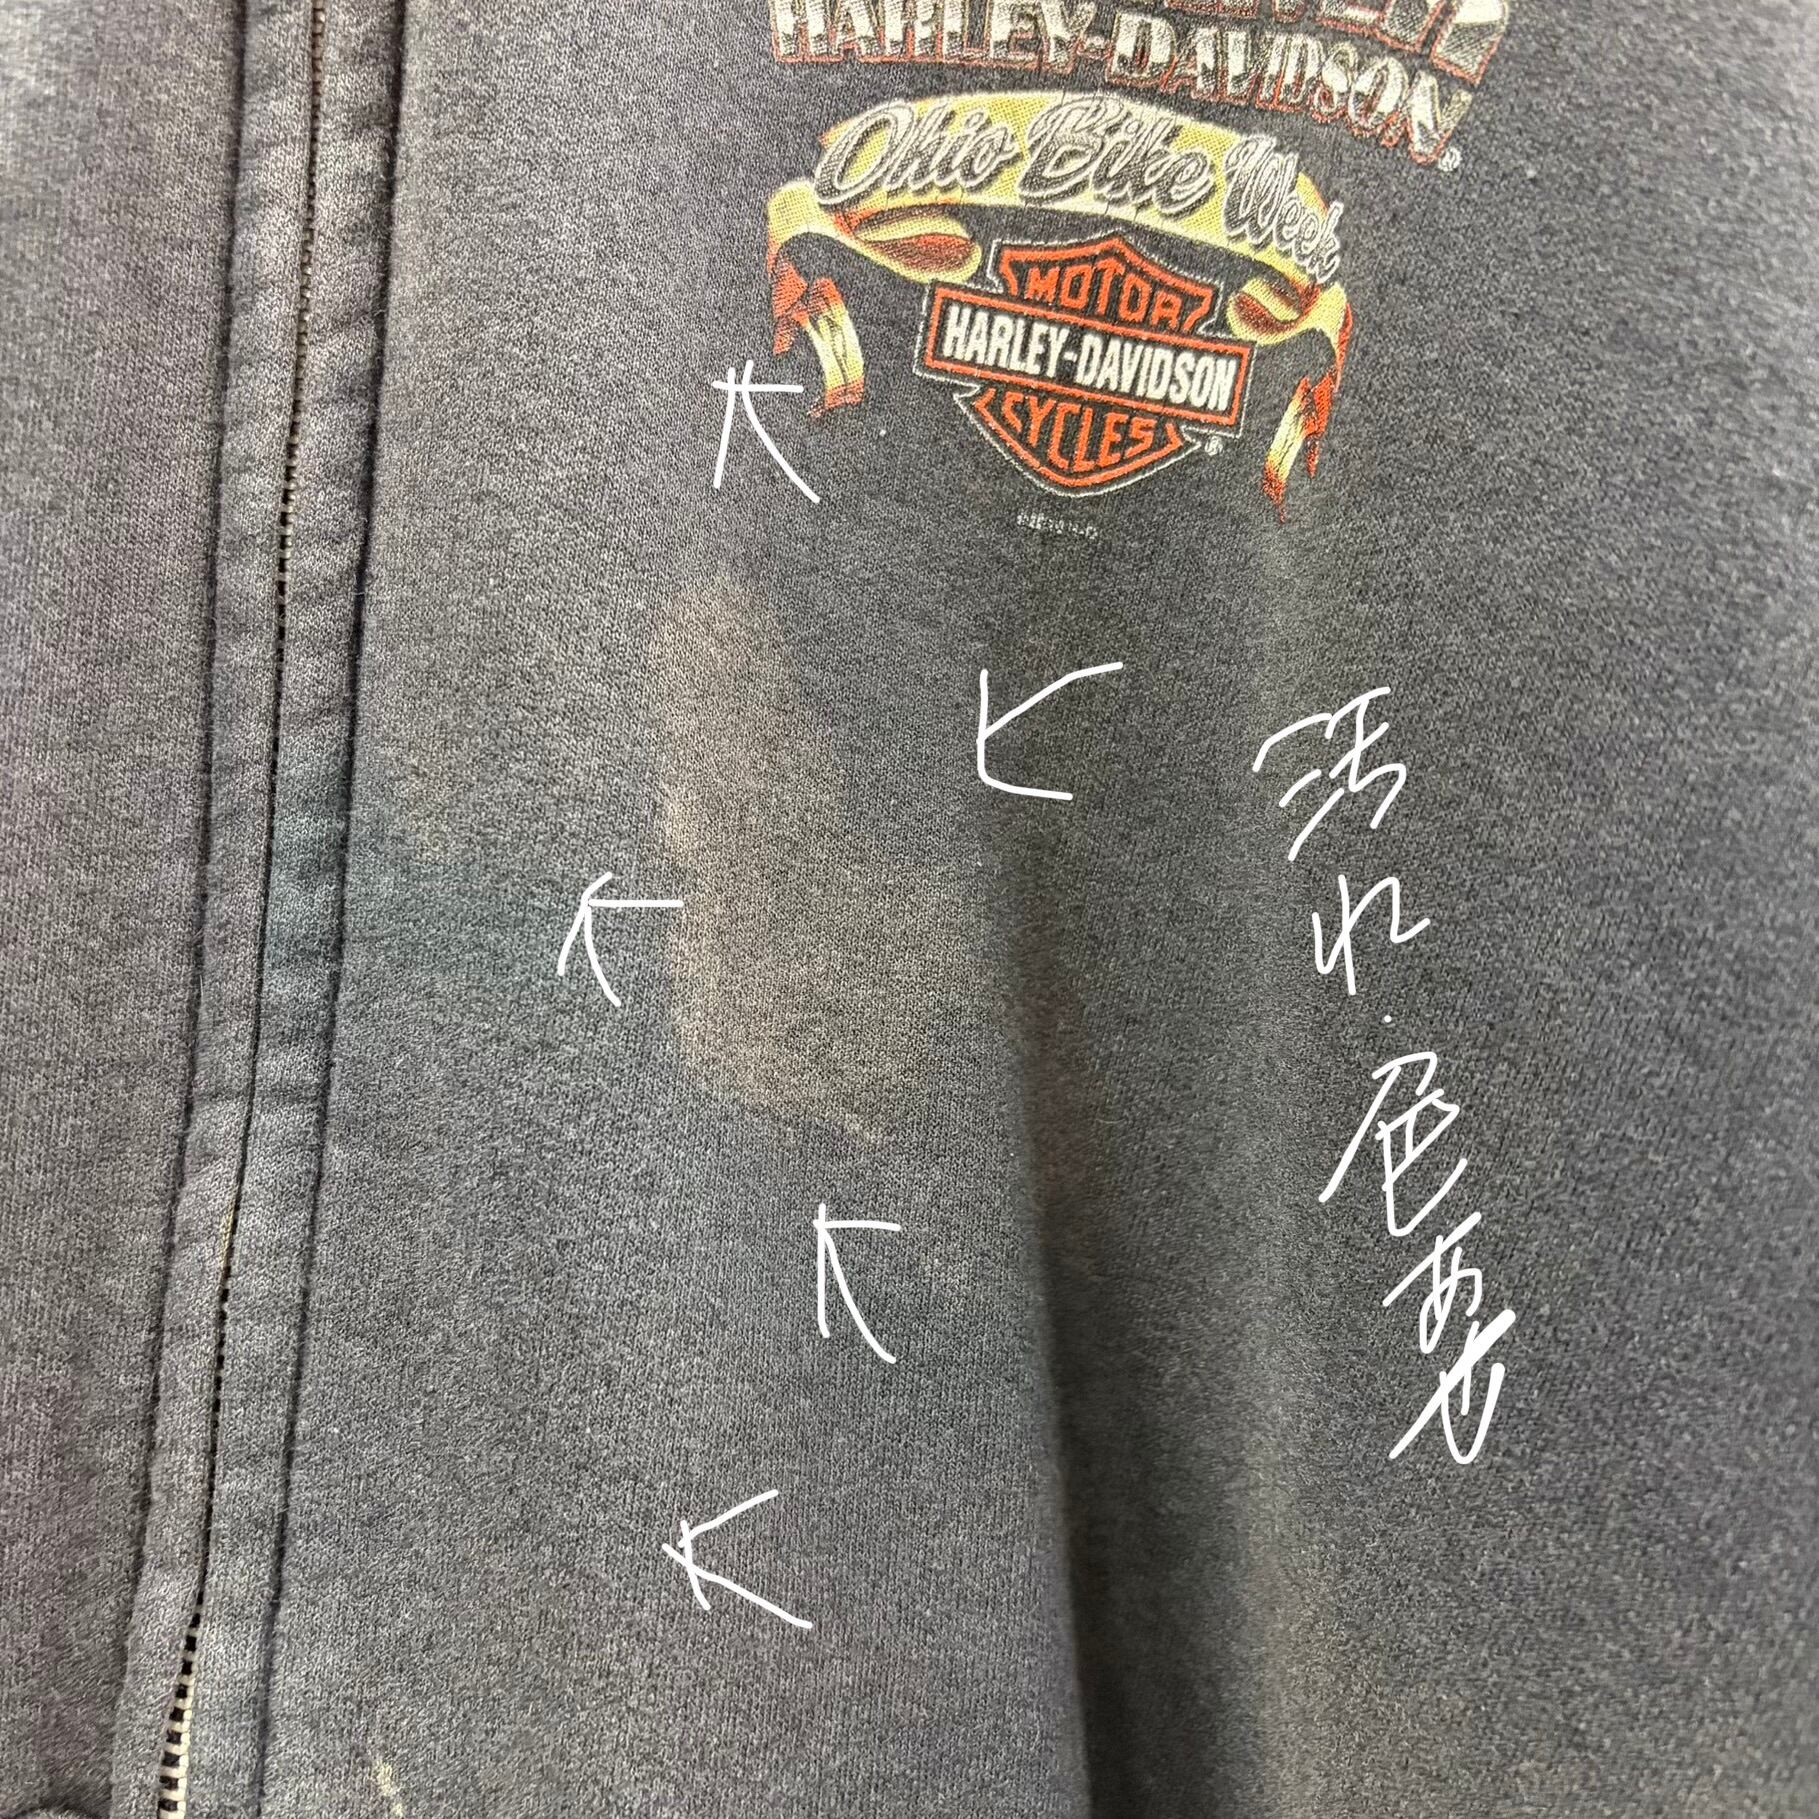 HARLEY-DAVIDSON®
Ohio Bike Week
MOTOR
HARLEY-DAVIDSON
CYCLES
®
汚れ・色あせ